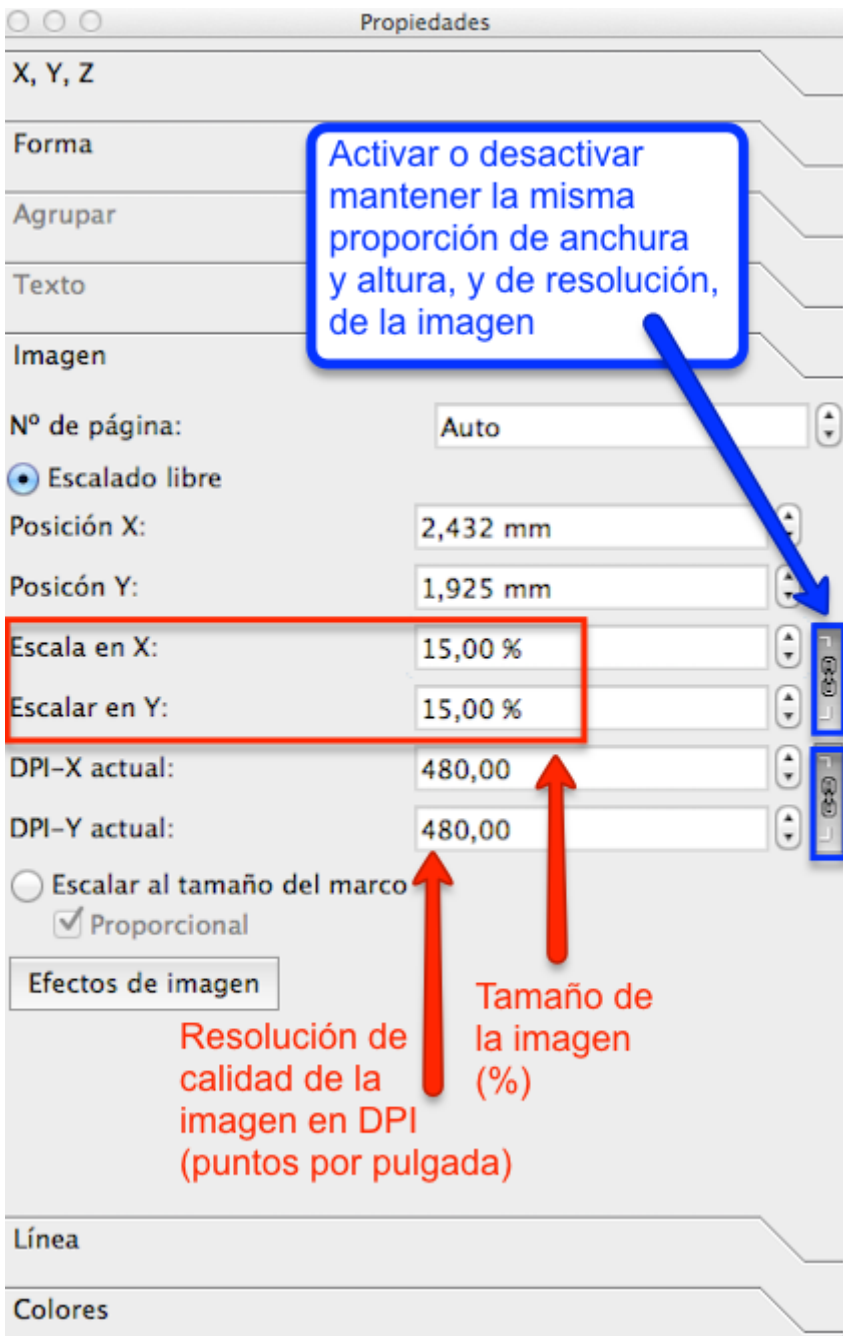 Propiedades
X, Y, Z
Forma
Activar o desactivar
mantener la misma
proporción de anchura
y altura, y de resolución,
de la imagen
Agrupar
Texto
Imagen
Nº de página: Auto
Escalado libre
Posición X: 2,432 mm
Posicón Y: 1,925 mm
Escala en X: 15,00 %
Escalar en Y: 15,00 %
DPI-X actual: 480,00
DPI-Y actual: 480,00
Escalar al tamaño del marco
Proporcional
Efectos de imagen
Tamaño de
la imagen
(%)
Resolución de
calidad de la
imagen en DPI
(puntos por pulgada)
Línea
Colores